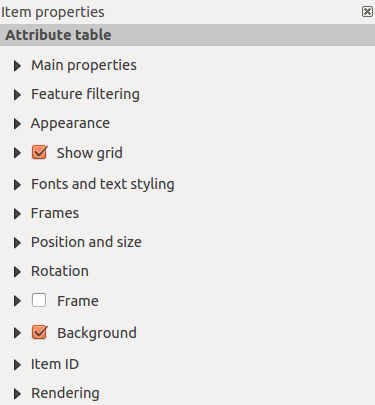 Item properties
Attribute table
Main properties
Feature filtering
Appearance
Show grid
Fonts and text styling
Frames
Position and size
Rotation
Frame
Background
Item ID
Rendering